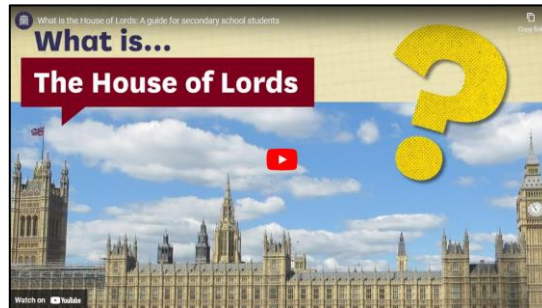 What is the House of Lords: A guide for secondary school students
Copy link
What is...
The House of Lords
?
Watch on YouTube